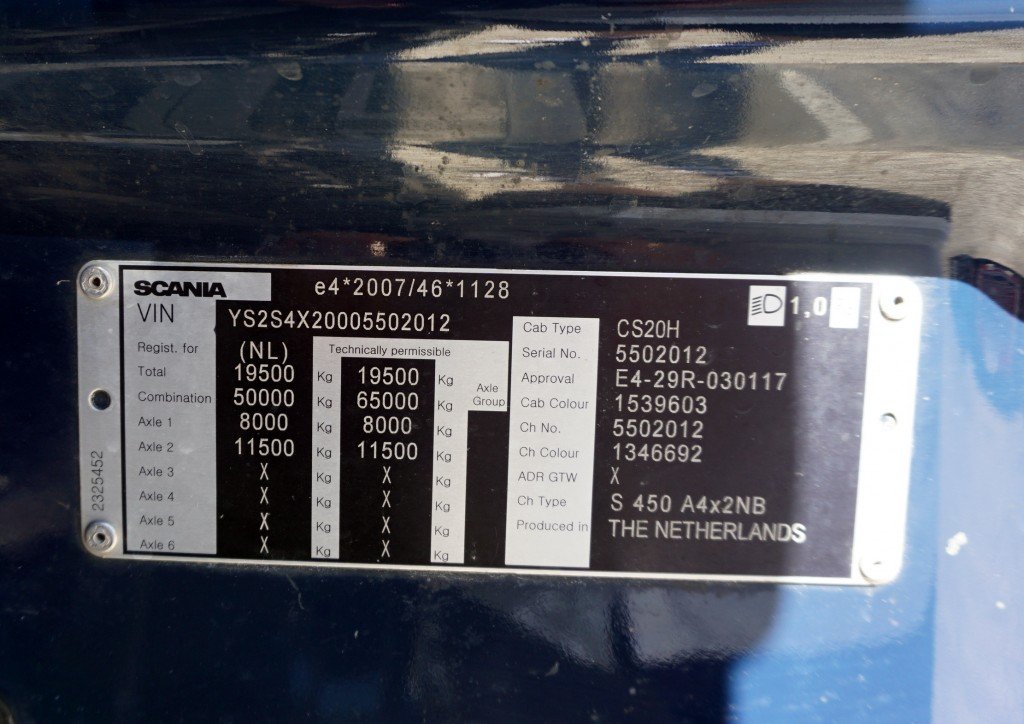 SCANIA e4*2007/46*1128
VIN YS2S4X20005502012
1,0
Regist. for (NL) Technically permissible
Total 19500 Kg 19500 Kg
Combination 50000 Kg 65000 Kg Axle Group
Axle 1 8000 Kg 8000 Kg
Axle 2 11500 Kg 11500 Kg
Axle 3 X Kg X Kg
Axle 4 X Kg X Kg
Axle 5 X Kg X Kg
Axle 6 X Kg X Kg
Cab Type CS20H
Serial No. 5502012
Approval E4-29R-030117
Cab Colour 1539603
Ch No. 5502012
Ch Colour 1346692
ADR GTW X
Ch Type S 450 A4x2NB
Produced in THE NETHERLANDS
2325452